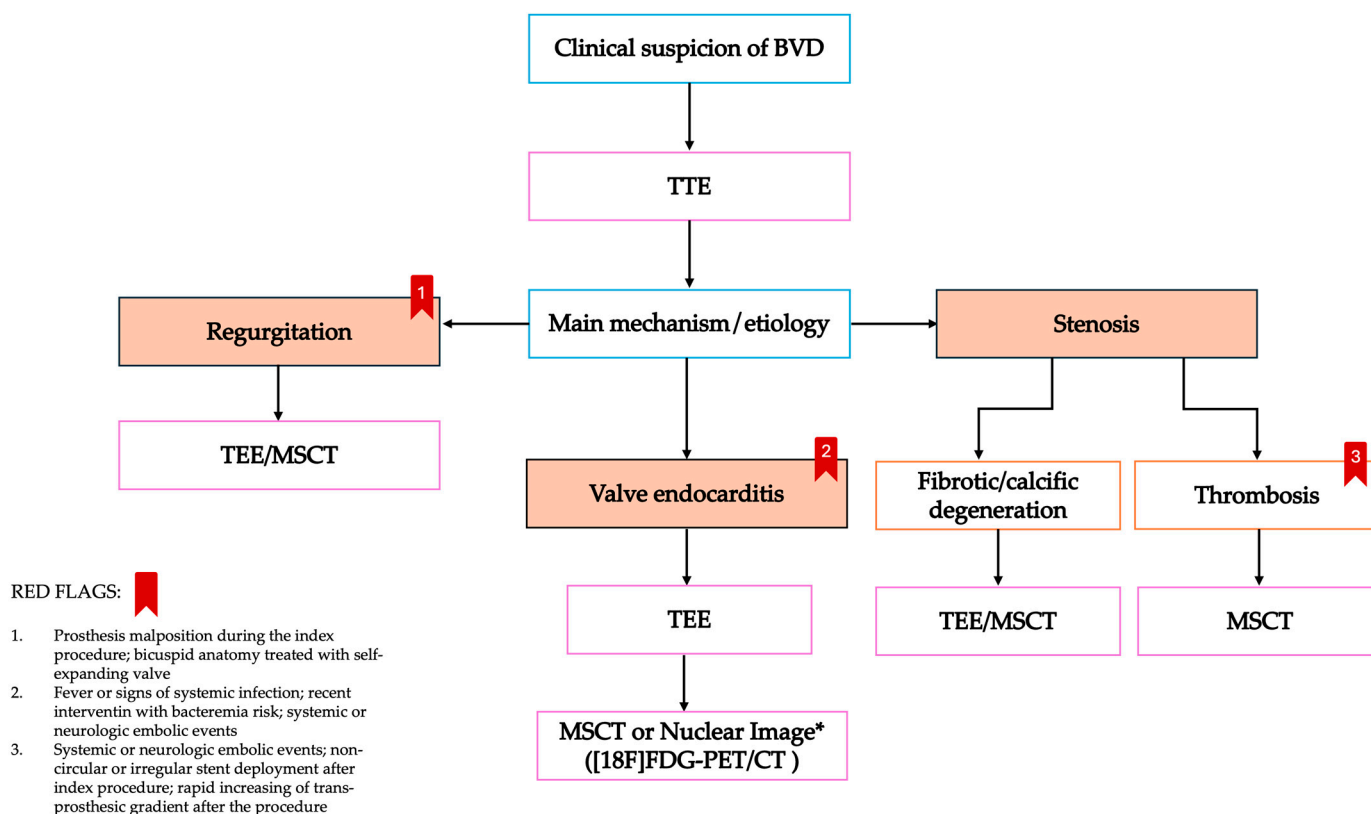 Clinical suspicion of BVD
TTE
1
Regurgitation
Main mechanism/etiology
Stenosis
TEE/MSCT
2
Valve endocarditis
Fibrotic/calcific
degeneration
3
Thrombosis
TEE
TEE/MSCT
MSCT
MSCT or Nuclear Image*
([18F]FDG-PET/CT )
RED FLAGS:
1. Prosthesis malposition during the index
procedure; bicuspid anatomy treated with self-
expanding valve
2. Fever or signs of systemic infection; recent
interventin with bacteremia risk; systemic or
neurologic embolic events
3. Systemic or neurologic embolic events; non-
circular or irregular stent deployment after
index procedure; rapid increasing of trans-
prosthesic gradient after the procedure